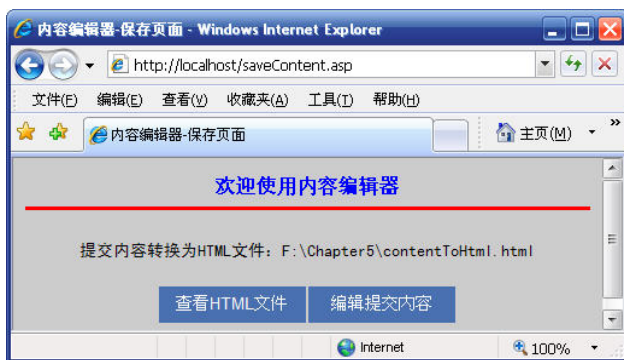 内容编辑器-保存页面 - Windows Internet Explorer
http://localhost/saveContent.asp
文件(F) 编辑(E) 查看(V) 收藏夹(A) 工具(T) 帮助(H)
内容编辑器-保存页面 主页(M) »
欢迎使用内容编辑器
提交内容转换为HTML文件：F:\Chapter5\contentToHtml.html
查看HTML文件 编辑提交内容
Internet 100%